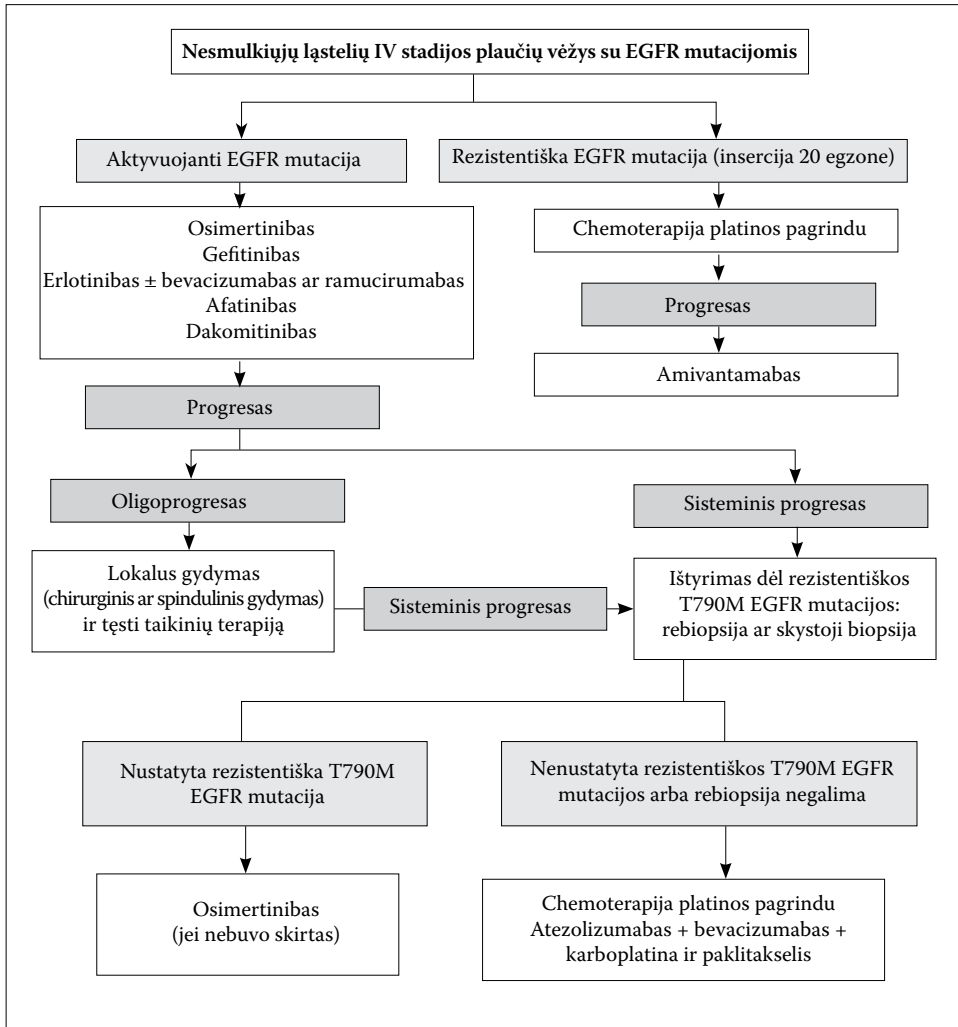 Nesmulkiųjų ląstelių IV stadijos plaučių vėžys su EGFR mutacijomis
Aktyvuojanti EGFR mutacija
Rezistentiška EGFR mutacija (insercija 20 egzone)
Osimertinibas
Gefitinibas
Erlotinibas ± bevacizumabas ar ramucirumabas
Afatinibas
Dakomitinibas
Chemoterapija platinos pagrindu
Progresas
Amivantamabas
Progresas
Oligoprogresas
Sisteminis progresas
Lokalus gydymas
(chirurginis ar spindulinis gydymas)
ir tęsti taikinių terapiją
Sisteminis progresas
Ištyrimas dėl rezistentiškos
T790M EGFR mutacijos:
rebiopsija ar skystoji biopsija
Nustatyta rezistentiška T790M
EGFR mutacija
Nenustatyta rezistentiškos T790M EGFR
mutacijos arba rebiopsija negalima
Osimertinibas
(jei nebuvo skirtas)
Chemoterapija platinos pagrindu
Atezolizumabas + bevacizumabas +
karboplatina ir paklitakselis